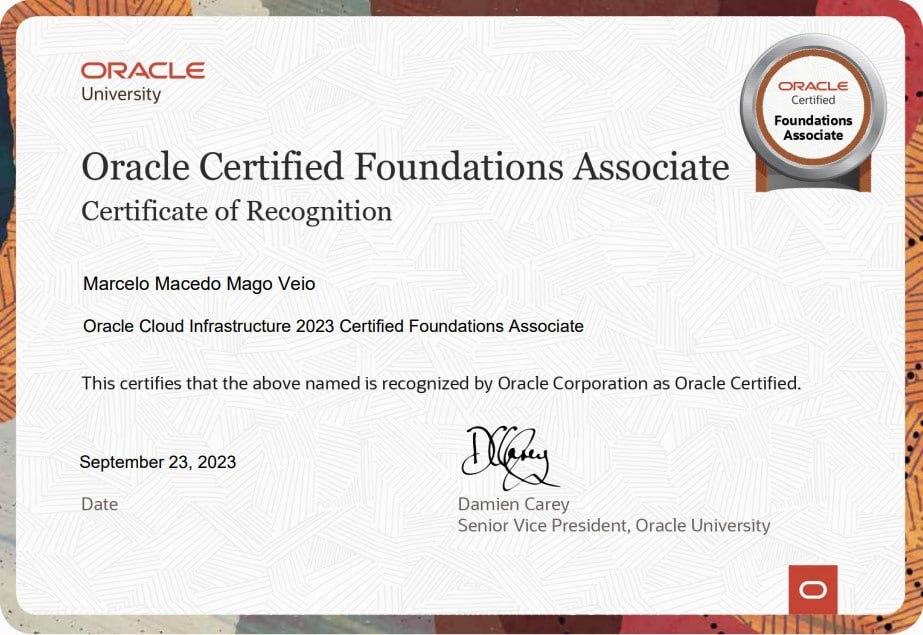 ORACLE
University
ORACLE
Certified
Foundations
Associate
Oracle Certified Foundations Associate
Certificate of Recognition
Marcelo Macedo Mago Veio
Oracle Cloud Infrastructure 2023 Certified Foundations Associate
This certifies that the above named is recognized by Oracle Corporation as Oracle Certified.
September 23, 2023
Date
DCarey
Damien Carey
Senior Vice President, Oracle University